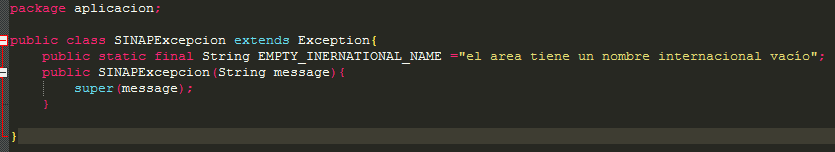 package aplicacion;
public class SINAPExcepcion extends Exception{
public static final String EMPTY_INERNATIONAL_NAME ="el area tiene un nombre internacional vacío";
public SINAPExcepcion(String message){
super(message);
}
}